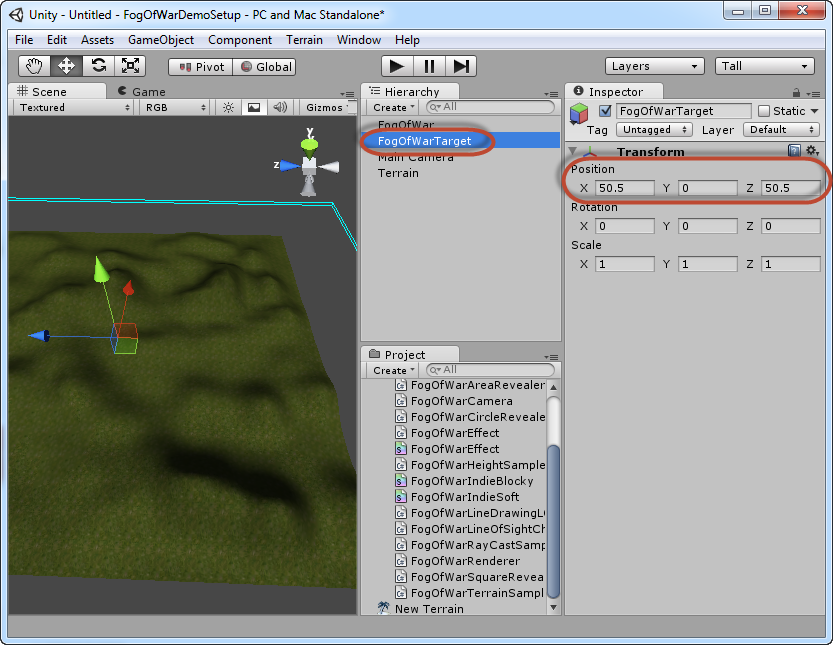 Unity - Untitled - FogOfWarDemoSetup - PC and Mac Standalone*
File Edit Assets GameObject Component Terrain Window Help
Pivot Global Layers Tall
Scene Game
Textured RGB Gizmos
y
z
Hierarchy
Create All
FogOfWar
FogOfWarTarget
Main Camera
Terrain
Project
Create All
FogOfWarAreaRevealer
FogOfWarCamera
FogOfWarCircleReveale
FogOfWarEffect
FogOfWarEffect
FogOfWarHeightSample
FogOfWarIndieBlocky
FogOfWarIndieSoft
FogOfWarLineDrawingL
FogOfWarLineOfSightCh
FogOfWarRayCastSamp
FogOfWarRenderer
FogOfWarSquareRevea
FogOfWarTerrainSampl
New Terrain
Inspector
FogOfWarTarget Static
Tag Untagged Layer Default
Transform
Position
X 50.5 Y 0 Z 50.5
Rotation
X 0 Y 0 Z 0
Scale
X 1 Y 1 Z 1